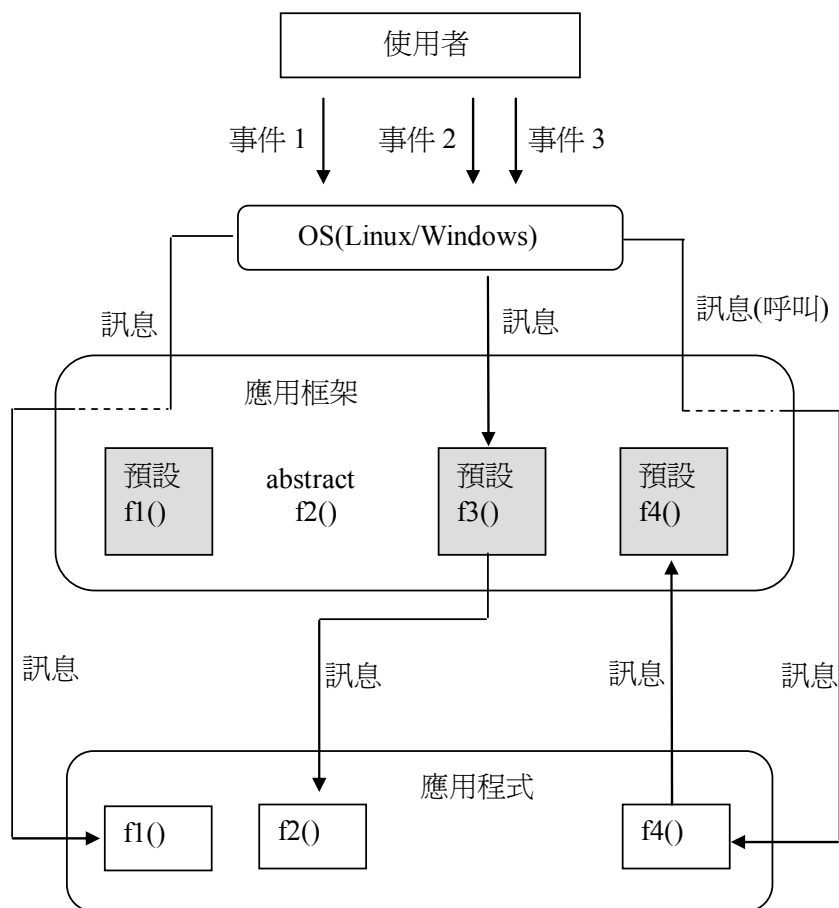 使用者
事件 1
事件 2
事件 3
OS(Linux/Windows)
訊息
訊息
訊息(呼叫)
應用框架
預設
f1()
abstract
f2()
預設
f3()
預設
f4()
訊息
訊息
訊息
訊息
應用程式
f1()
f2()
f4()